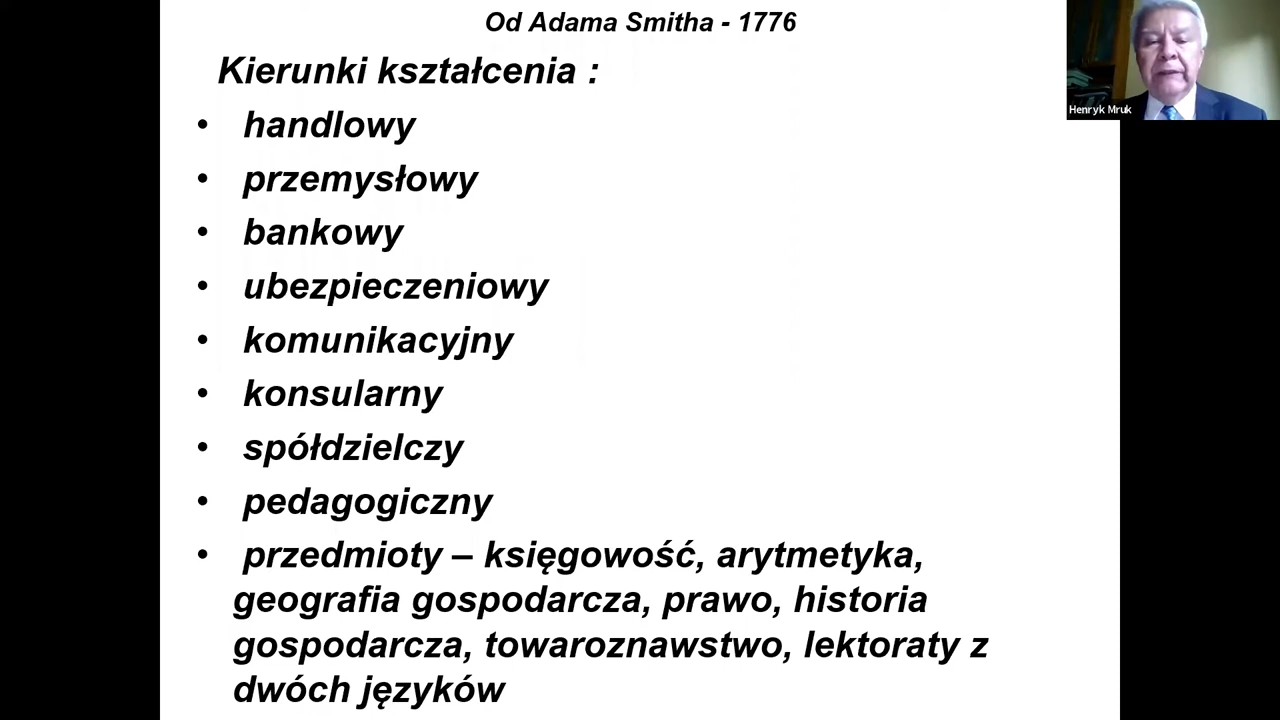 Od Adama Smitha - 1776
Henryk Mruk
Kierunki kształcenia :
• handlowy
• przemysłowy
• bankowy
• ubezpieczeniowy
• komunikacyjny
• konsularny
• spółdzielczy
• pedagogiczny
• przedmioty – księgowość, arytmetyka,
geografia gospodarcza, prawo, historia
gospodarcza, towaroznawstwo, lektoraty z
dwóch języków